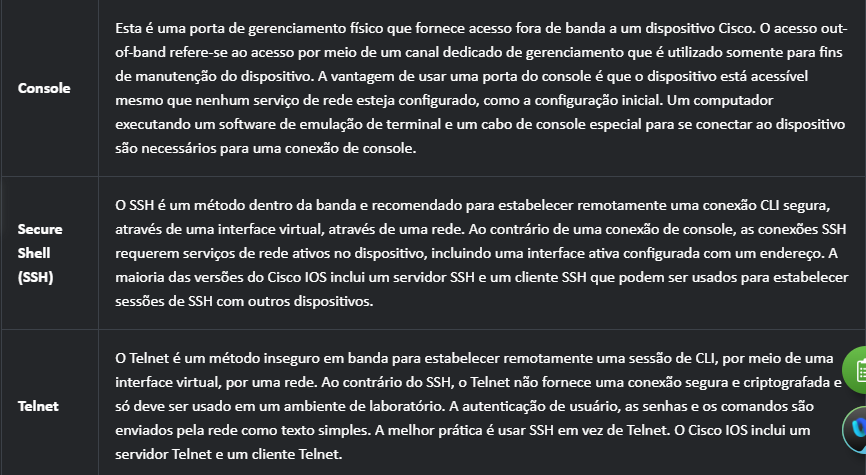 Console
Esta é uma porta de gerenciamento físico que fornece acesso fora de banda a um dispositivo Cisco. O acesso out-
of-band refere-se ao acesso por meio de um canal dedicado de gerenciamento que é utilizado somente para fins
de manutenção do dispositivo. A vantagem de usar uma porta do console é que o dispositivo está acessível
mesmo que nenhum serviço de rede esteja configurado, como a configuração inicial. Um computador
executando um software de emulação de terminal e um cabo de console especial para se conectar ao dispositivo
são necessários para uma conexão de console.
Secure
Shell
(SSH)
O SSH é um método dentro da banda e recomendado para estabelecer remotamente uma conexão CLI segura,
através de uma interface virtual, através de uma rede. Ao contrário de uma conexão de console, as conexões SSH
requerem serviços de rede ativos no dispositivo, incluindo uma interface ativa configurada com um endereço. A
maioria das versões do Cisco IOS inclui um servidor SSH e um cliente SSH que podem ser usados para estabelecer
sessões de SSH com outros dispositivos.
Telnet
O Telnet é um método inseguro em banda para estabelecer remotamente uma sessão de CLI, por meio de uma
interface virtual, por uma rede. Ao contrário do SSH, o Telnet não fornece uma conexão segura e criptografada e
só deve ser usado em um ambiente de laboratório. A autenticação de usuário, as senhas e os comandos são
enviados pela rede como texto simples. A melhor prática é usar SSH em vez de Telnet. O Cisco IOS inclui um
servidor Telnet e um cliente Telnet.